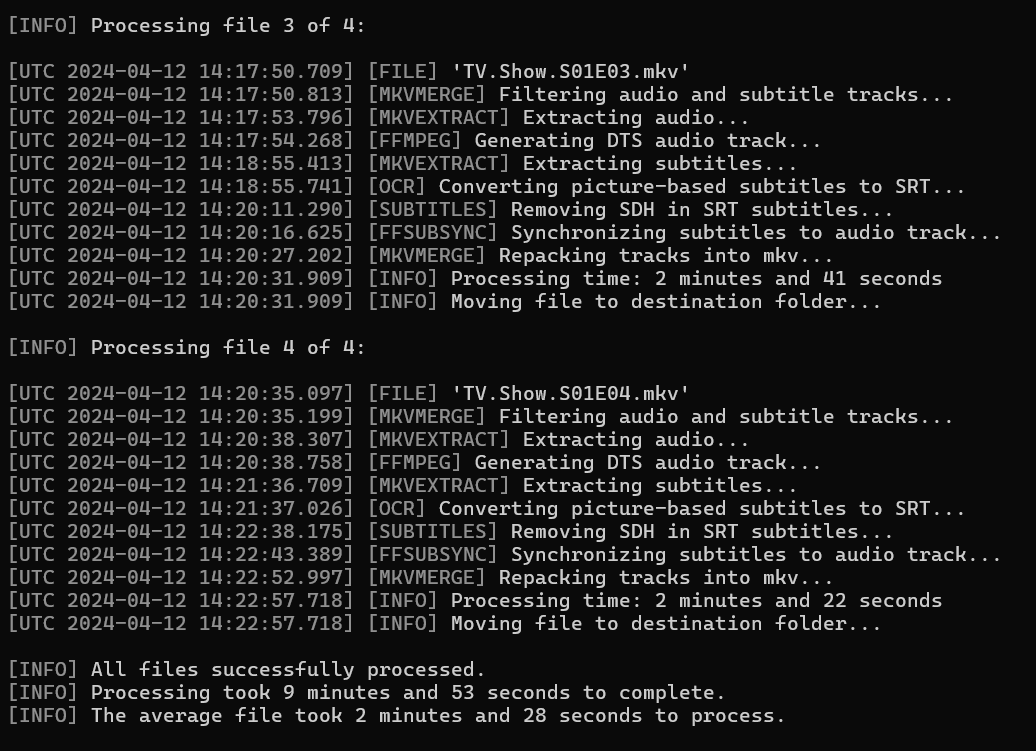 [INFO] Processing file 3 of 4:
[UTC 2024-04-12 14:17:50.709] [FILE] 'TV.Show.S01E03.mkv'
[UTC 2024-04-12 14:17:50.813] [MKVMERGE] Filtering audio and subtitle tracks...
[UTC 2024-04-12 14:17:53.796] [MKVEXTRACT] Extracting audio...
[UTC 2024-04-12 14:17:54.268] [FFMPEG] Generating DTS audio track...
[UTC 2024-04-12 14:18:55.413] [MKVEXTRACT] Extracting subtitles...
[UTC 2024-04-12 14:18:55.741] [OCR] Converting picture-based subtitles to SRT...
[UTC 2024-04-12 14:20:11.290] [SUBTITLES] Removing SDH in SRT subtitles...
[UTC 2024-04-12 14:20:16.625] [FFSUBSYNC] Synchronizing subtitles to audio track...
[UTC 2024-04-12 14:20:27.202] [MKVMERGE] Repacking tracks into mkv...
[UTC 2024-04-12 14:20:31.909] [INFO] Processing time: 2 minutes and 41 seconds
[UTC 2024-04-12 14:20:31.909] [INFO] Moving file to destination folder...
[INFO] Processing file 4 of 4:
[UTC 2024-04-12 14:20:35.097] [FILE] 'TV.Show.S01E04.mkv'
[UTC 2024-04-12 14:20:35.199] [MKVMERGE] Filtering audio and subtitle tracks...
[UTC 2024-04-12 14:20:38.307] [MKVEXTRACT] Extracting audio...
[UTC 2024-04-12 14:20:38.758] [FFMPEG] Generating DTS audio track...
[UTC 2024-04-12 14:21:36.709] [MKVEXTRACT] Extracting subtitles...
[UTC 2024-04-12 14:21:37.026] [OCR] Converting picture-based subtitles to SRT...
[UTC 2024-04-12 14:22:38.175] [SUBTITLES] Removing SDH in SRT subtitles...
[UTC 2024-04-12 14:22:43.389] [FFSUBSYNC] Synchronizing subtitles to audio track...
[UTC 2024-04-12 14:22:52.997] [MKVMERGE] Repacking tracks into mkv...
[UTC 2024-04-12 14:22:57.718] [INFO] Processing time: 2 minutes and 22 seconds
[UTC 2024-04-12 14:22:57.718] [INFO] Moving file to destination folder...
[INFO] All files successfully processed.
[INFO] Processing took 9 minutes and 53 seconds to complete.
[INFO] The average file took 2 minutes and 28 seconds to process.